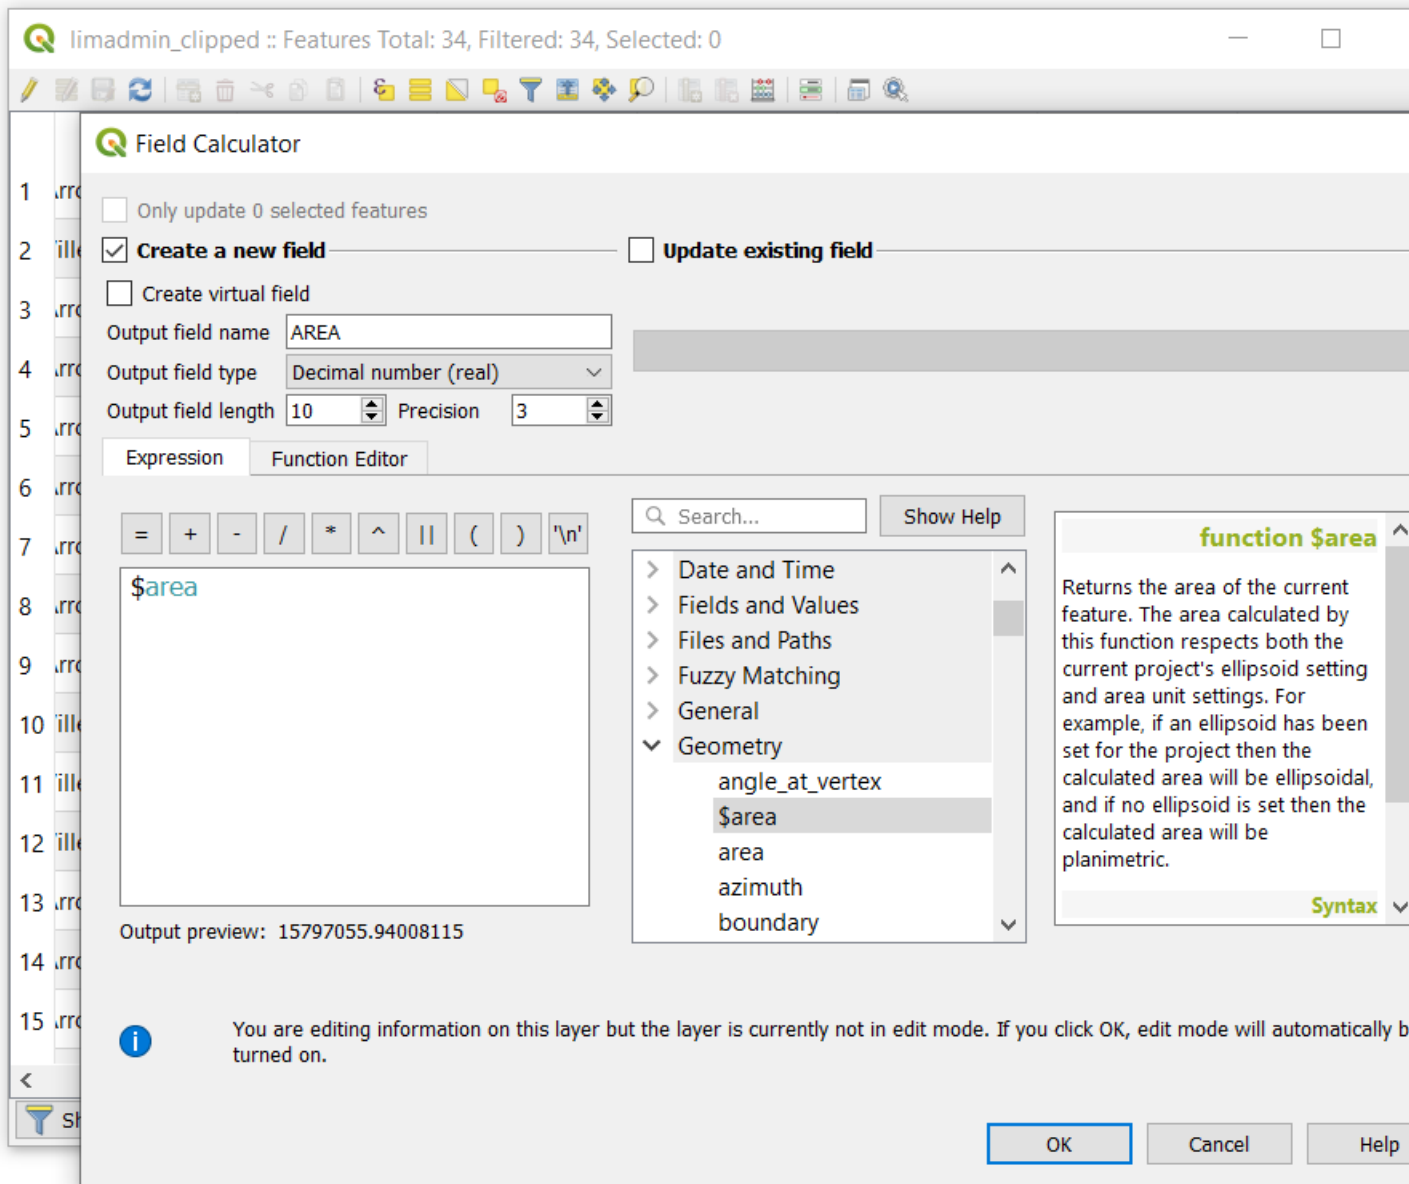 limadmin_clipped :: Features Total: 34, Filtered: 34, Selected: 0
Field Calculator
Only update 0 selected features
Create a new field
Update existing field
Create virtual field
Output field name AREA
Output field type Decimal number (real)
Output field length 10 Precision 3
Expression Function Editor
= + - / * ^ || ( ) '\n'
$area
Output preview: 15797055.94008115
Search...
Show Help
Date and Time
Fields and Values
Files and Paths
Fuzzy Matching
General
Geometry
angle_at_vertex
$area
area
azimuth
boundary
function $area
Returns the area of the current
feature. The area calculated by
this function respects both the
current project's ellipsoid setting
and area unit settings. For
example, if an ellipsoid has been
set for the project then the
calculated area will be ellipsoidal,
and if no ellipsoid is set then the
calculated area will be
planimetric.
Syntax
You are editing information on this layer but the layer is currently not in edit mode. If you click OK, edit mode will automatically b
turned on.
OK Cancel Help
1
2
3
4
5
6
7
8
9
10
11
12
13
14
15